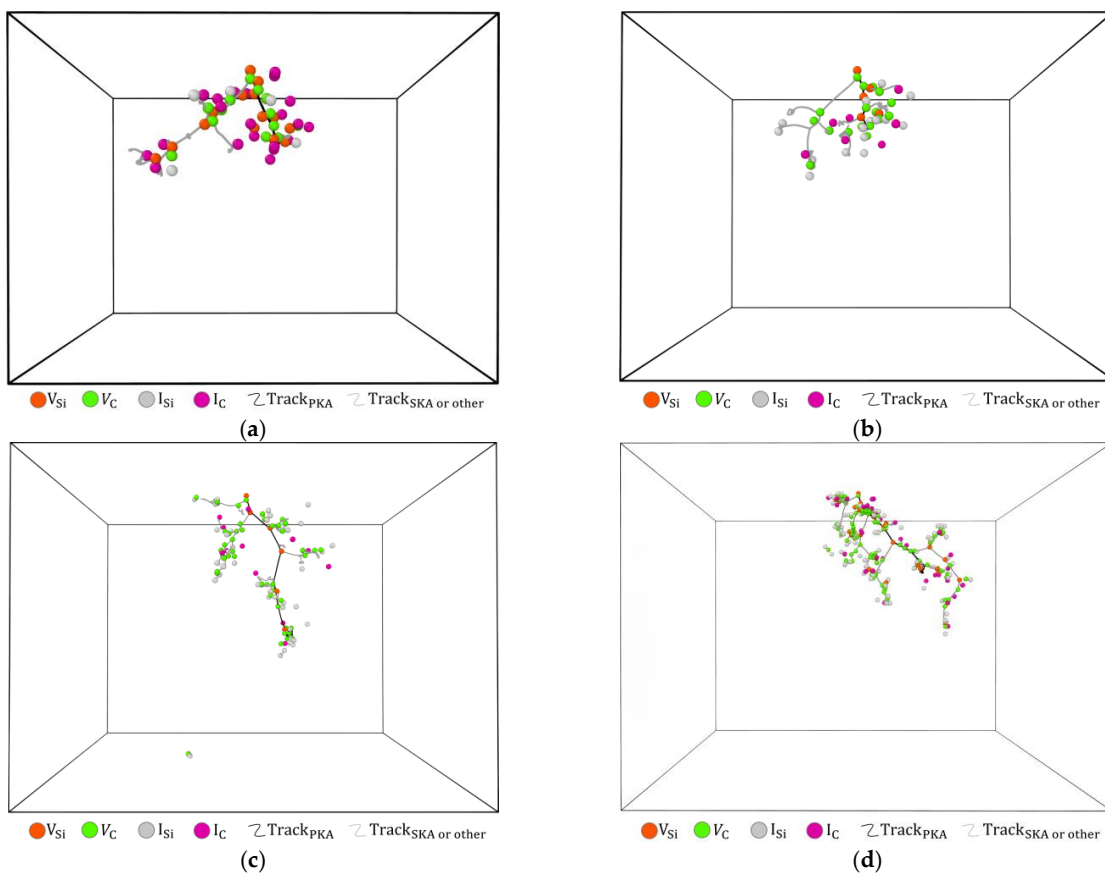 V_Si V_C I_Si I_C Track_PKA Track_SKA or other
(a)
V_Si V_C I_Si I_C Track_PKA Track_SKA or other
(b)
V_Si V_C I_Si I_C Track_PKA Track_SKA or other
(c)
V_Si V_C I_Si I_C Track_PKA Track_SKA or other
(d)